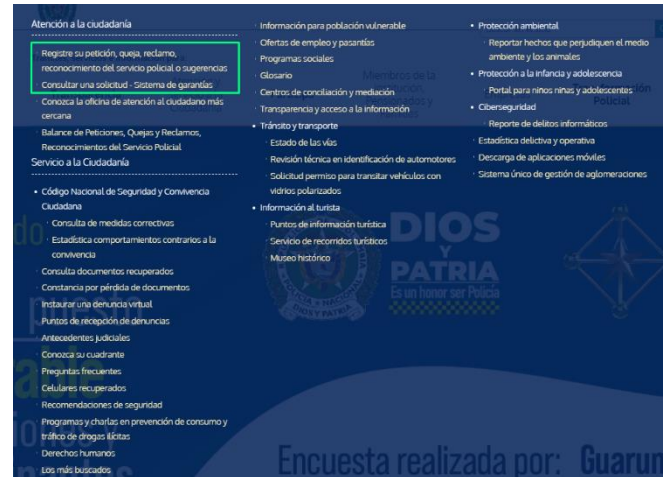 Atención a la ciudadanía
Registre su petición, queja, reclamo,
reconocimiento del servicio policial o sugerencias
Consultar una solicitud - Sistema de garantías
Conozca la oficina de atención al ciudadano más
cercana
Balance de Peticiones, Quejas y Reclamos,
Reconocimientos del Servicio Policial
Servicio a la Ciudadanía
Código Nacional de Seguridad y Convivencia
Ciudadana
Consulta de medidas correctivas
Estadística comportamientos contrarios a la
convivencia
Consulta documentos recuperados
Constancia por pérdida de documentos
Instaurar una denuncia virtual
Puntos de recepción de denuncias
Antecedentes judiciales
Conozca su cuadrante
Preguntas frecuentes
Celulares recuperados
Recomendaciones de seguridad
Programas y charlas en prevención de consumo y
tráfico de drogas ilícitas
Derechos humanos
Los más buscados
Información para población vulnerable
Ofertas de empleo y pasantías
Programas sociales
Glosario
Centros de conciliación y mediación
Transparencia y acceso a la información
Tránsito y transporte
Estado de las vías
Revisión técnica en identificación de automotores
Solicitud permiso para transitar vehículos con
vidrios polarizados
Información al turista
Puntos de información turística
Servicio de recorridos turísticos
Museo histórico
Protección ambiental
Reportar hechos que perjudiquen el medio
ambiente y los animales
Protección a la infancia y adolescencia
Portal para niños niñas y adolescentes
Ciberseguridad
Reporte de delitos informáticos
Estadística delictiva y operativa
Descarga de aplicaciones móviles
Sistema único de gestión de aglomeraciones
Miembros de la
Policial
DIOS
Y
PATRIA
Es un honor ser Policía
puesto
Encuesta realizada por: Guarum